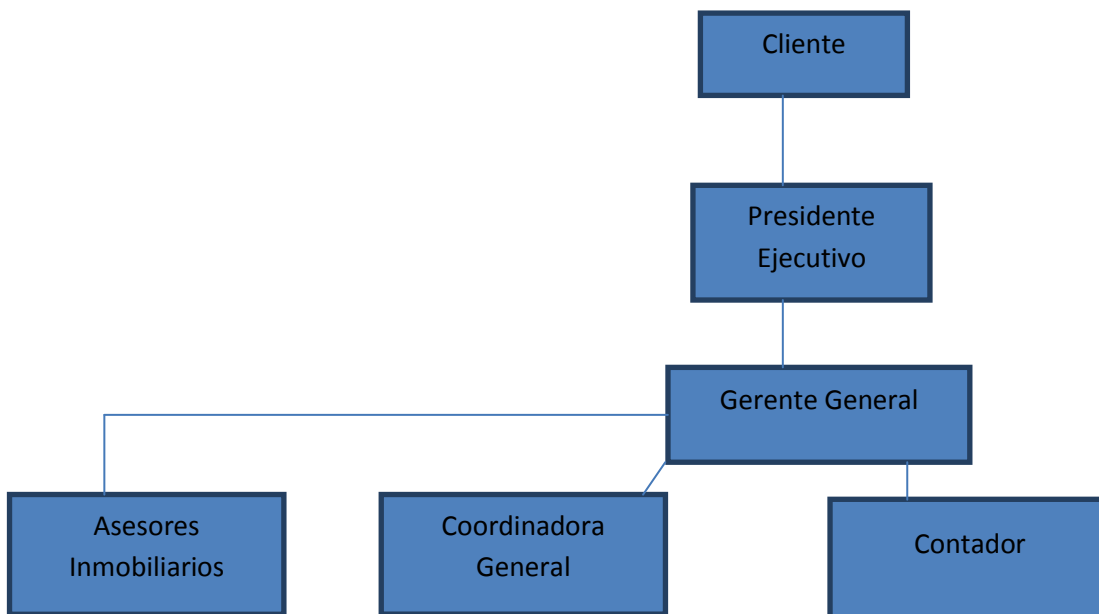 Cliente
Presidente
Ejecutivo
Gerente General
Asesores
Inmobiliarios
Coordinadora
General
Contador